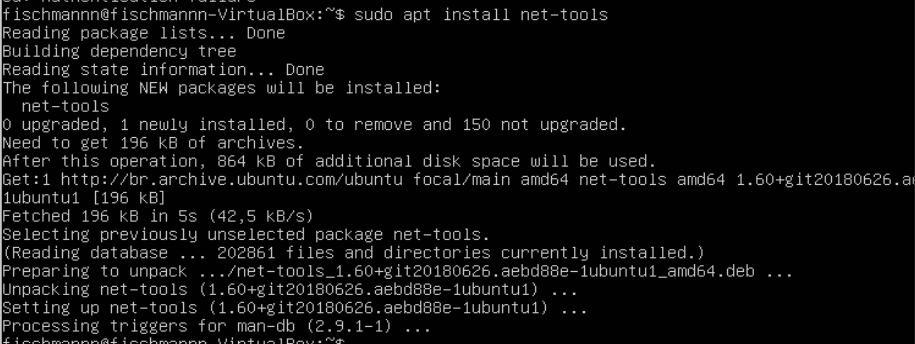 su: Authentication failure
fischmannn@fischmannn-VirtualBox:~$ sudo apt install net-tools
Reading package lists... Done
Building dependency tree
Reading state information... Done
The following NEW packages will be installed:
  net-tools
0 upgraded, 1 newly installed, 0 to remove and 150 not upgraded.
Need to get 196 kB of archives.
After this operation, 864 kB of additional disk space will be used.
Get:1 http://br.archive.ubuntu.com/ubuntu focal/main amd64 net-tools amd64 1.60+git20180626.ae
1ubuntu1 [196 kB]
Fetched 196 kB in 5s (42,5 kB/s)
Selecting previously unselected package net-tools.
(Reading database ... 202861 files and directories currently installed.)
Preparing to unpack .../net-tools_1.60+git20180626.aebd88e-1ubuntu1_amd64.deb ...
Unpacking net-tools (1.60+git20180626.aebd88e-1ubuntu1) ...
Setting up net-tools (1.60+git20180626.aebd88e-1ubuntu1) ...
Processing triggers for man-db (2.9.1-1) ...
fischmannn@fischmannn-VirtualBox:~$